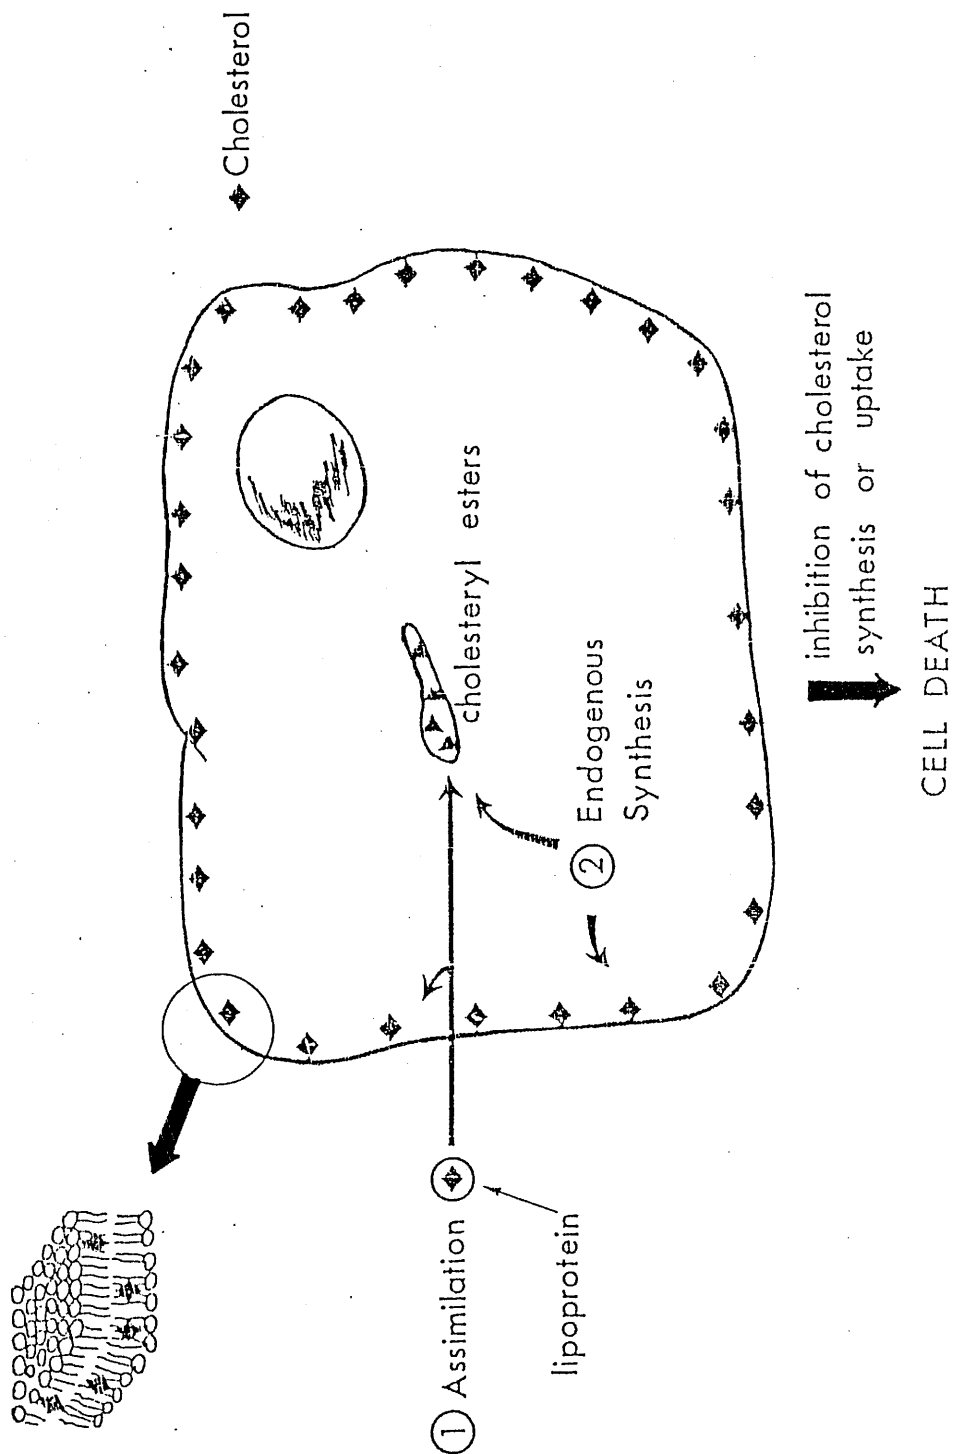 Cholesterol
cholesteryl esters
① Assimilation
lipoprotein
② Endogenous
Synthesis
inhibition of cholesterol
synthesis or uptake
CELL DEATH